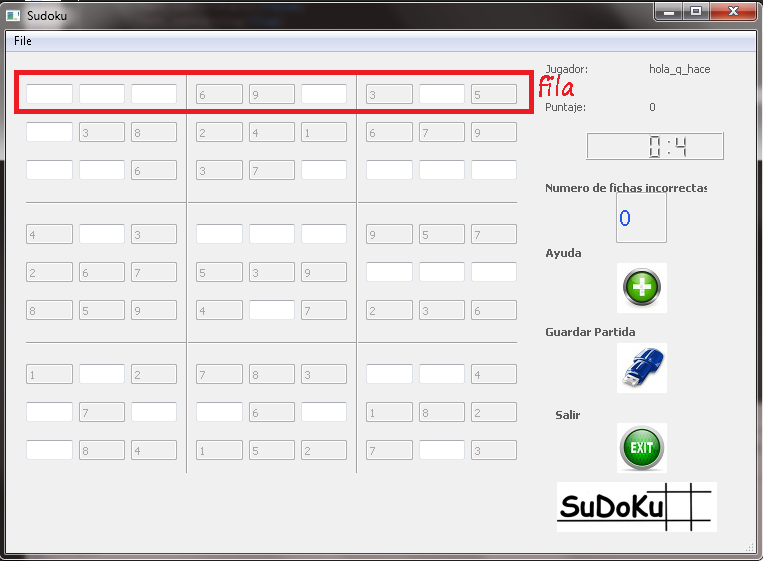 Sudoku
File
Jugador: hola_q_hace
6 9 3 5 fila
Puntaje: 0
3 8 2 4 1 6 7 9
0:4
6 3 7
Numero de fichas incorrectas
0
4 3 9 5 7
Ayuda
2 6 7 5 3 9
8 5 9 4 7 2 3 6
Guardar Partida
1 2 7 8 3 4
7 6 1 8 2
Salir
8 4 1 5 2 7 3
EXIT
SuDoKu